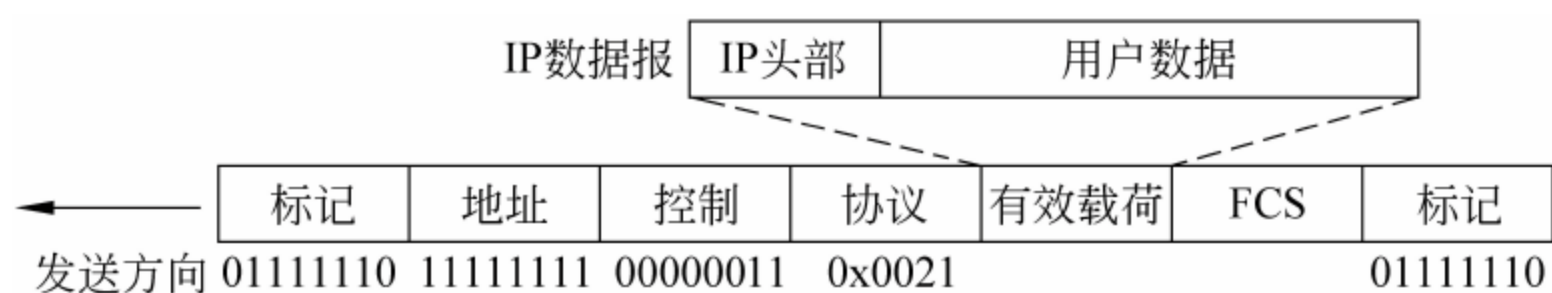 IP数据报 IP头部 用户数据
标记 地址 控制 协议 有效载荷 FCS 标记
发送方向 01111110 11111111 00000011 0x0021 01111110